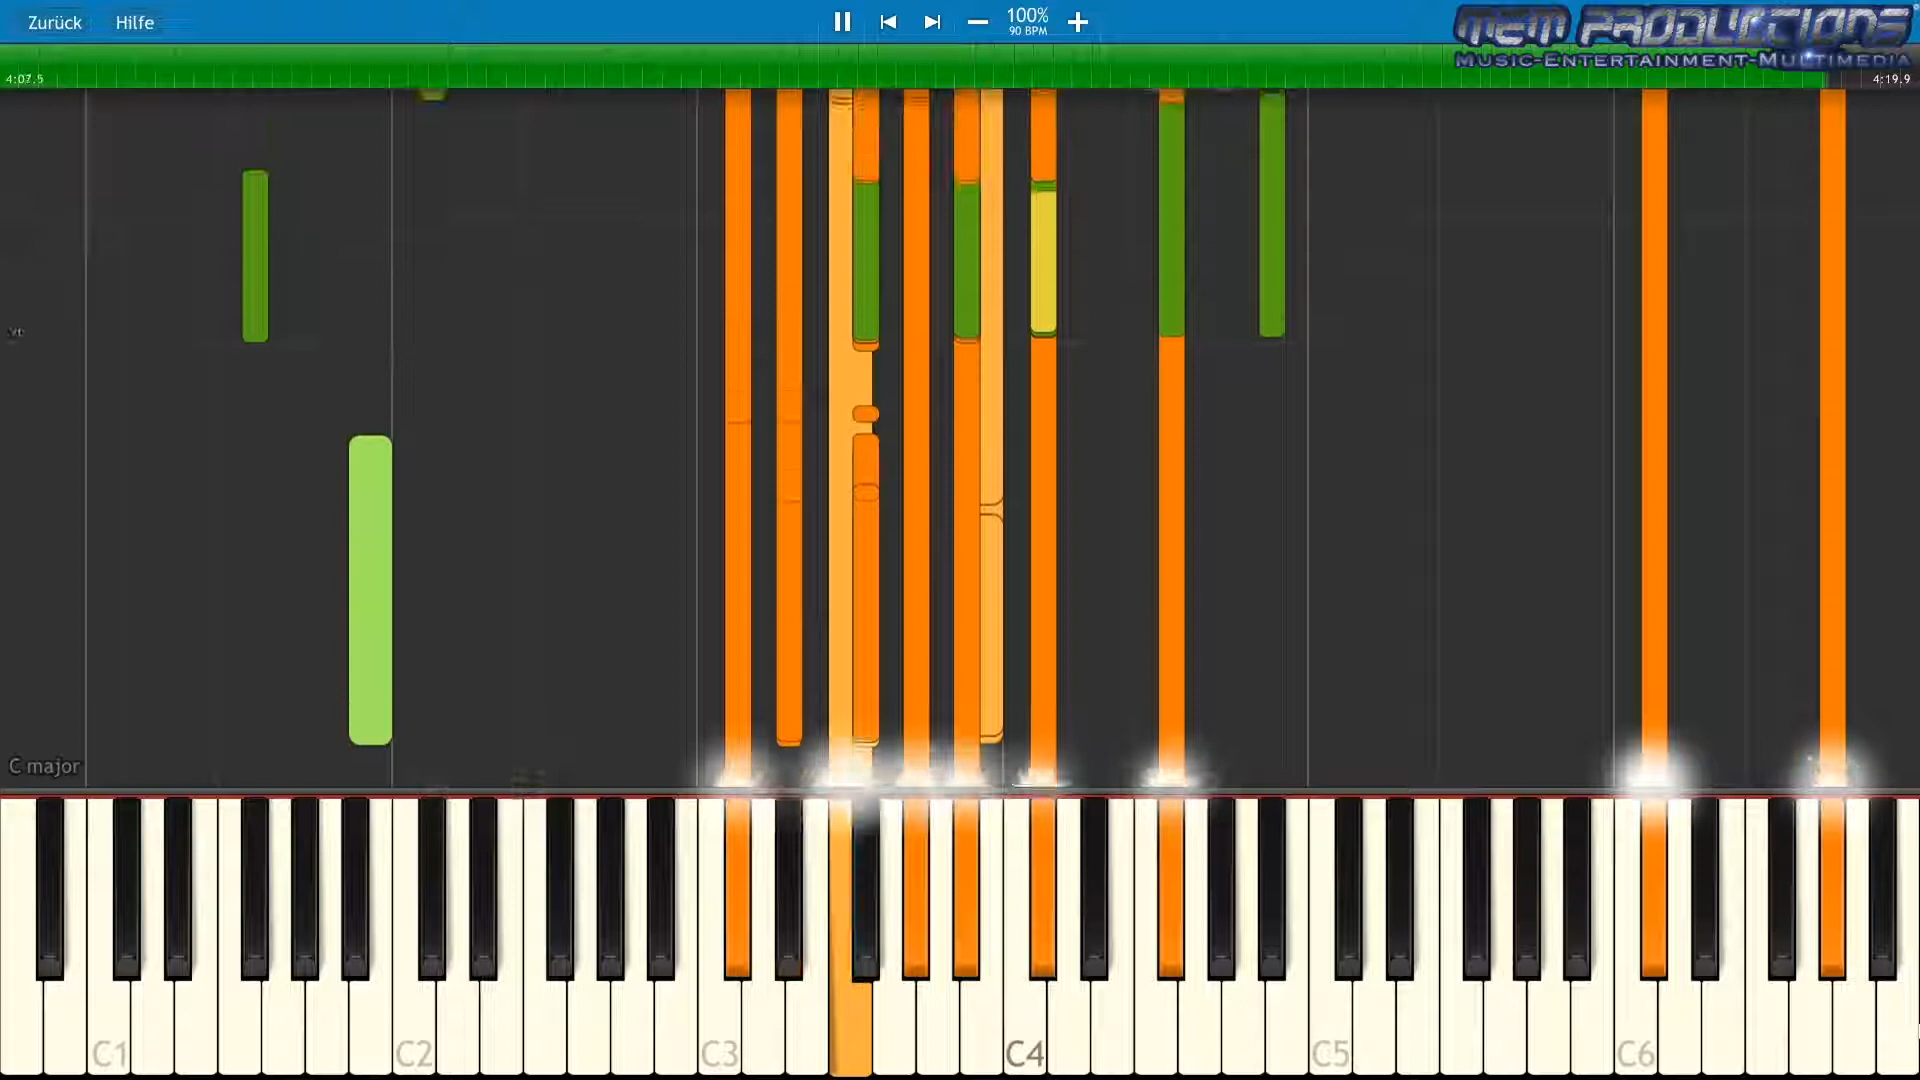 Zurück Hilfe
100%
90 BPM
MEM PRODUCTIONS
MUSIC-ENTERTAINMENT-MULTIMEDIA
4:07.5
4:19.9
C major
C1 C2 C3 C4 C5 C6